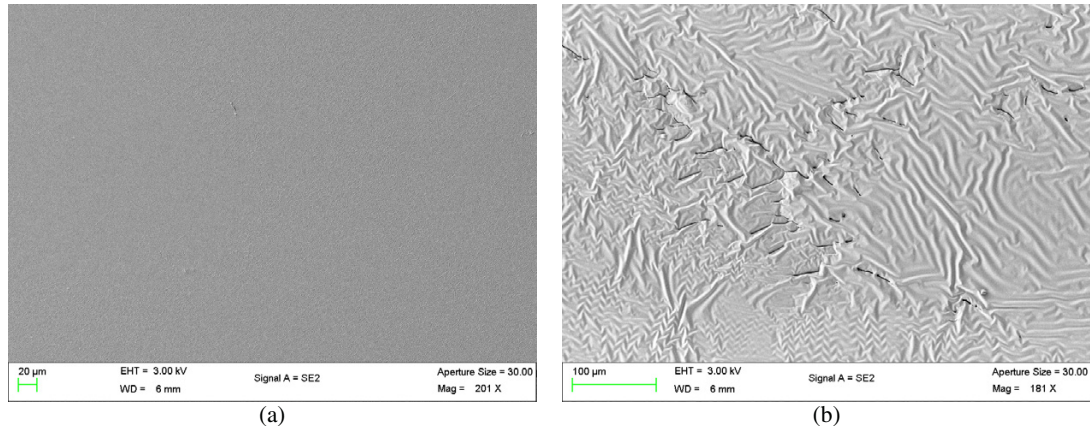 20 µm
EHT = 3.00 kV
WD = 6 mm
Signal A = SE2
Aperture Size = 30.00
Mag = 201 X
100 µm
EHT = 3.00 kV
WD = 6 mm
Signal A = SE2
Aperture Size = 30.00
Mag = 181 X
(a)
(b)